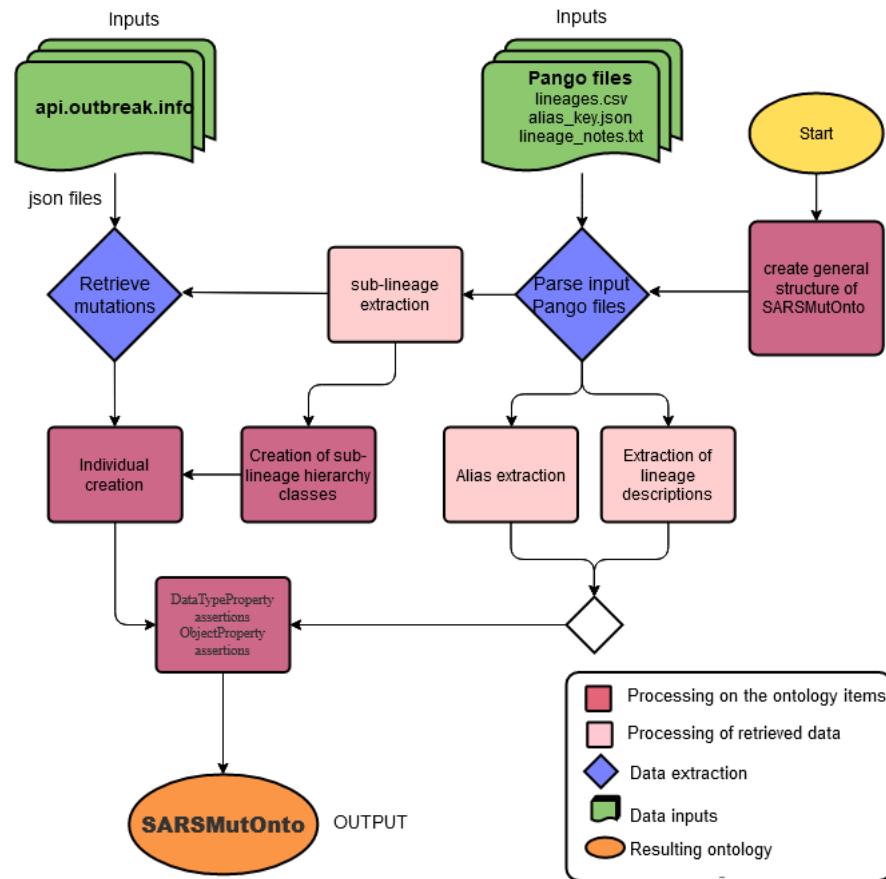 Inputs
Inputs
api.outbreak.info
Pango files
lineages.csv
alias_key.json
lineage_notes.txt
Start
json files
Retrieve
mutations
sub-lineage
extraction
Parse input
Pango files
create general
structure of
SARSMutOnto
Individual
creation
Creation of sub-
lineage hierarchy
classes
Alias extraction
Extraction of
lineage
descriptions
DataTypeProperty
assertions
ObjectProperty
assertions
SARSMutOnto
OUTPUT
Processing on the ontology items
Processing of retrieved data
Data extraction
Data inputs
Resulting ontology